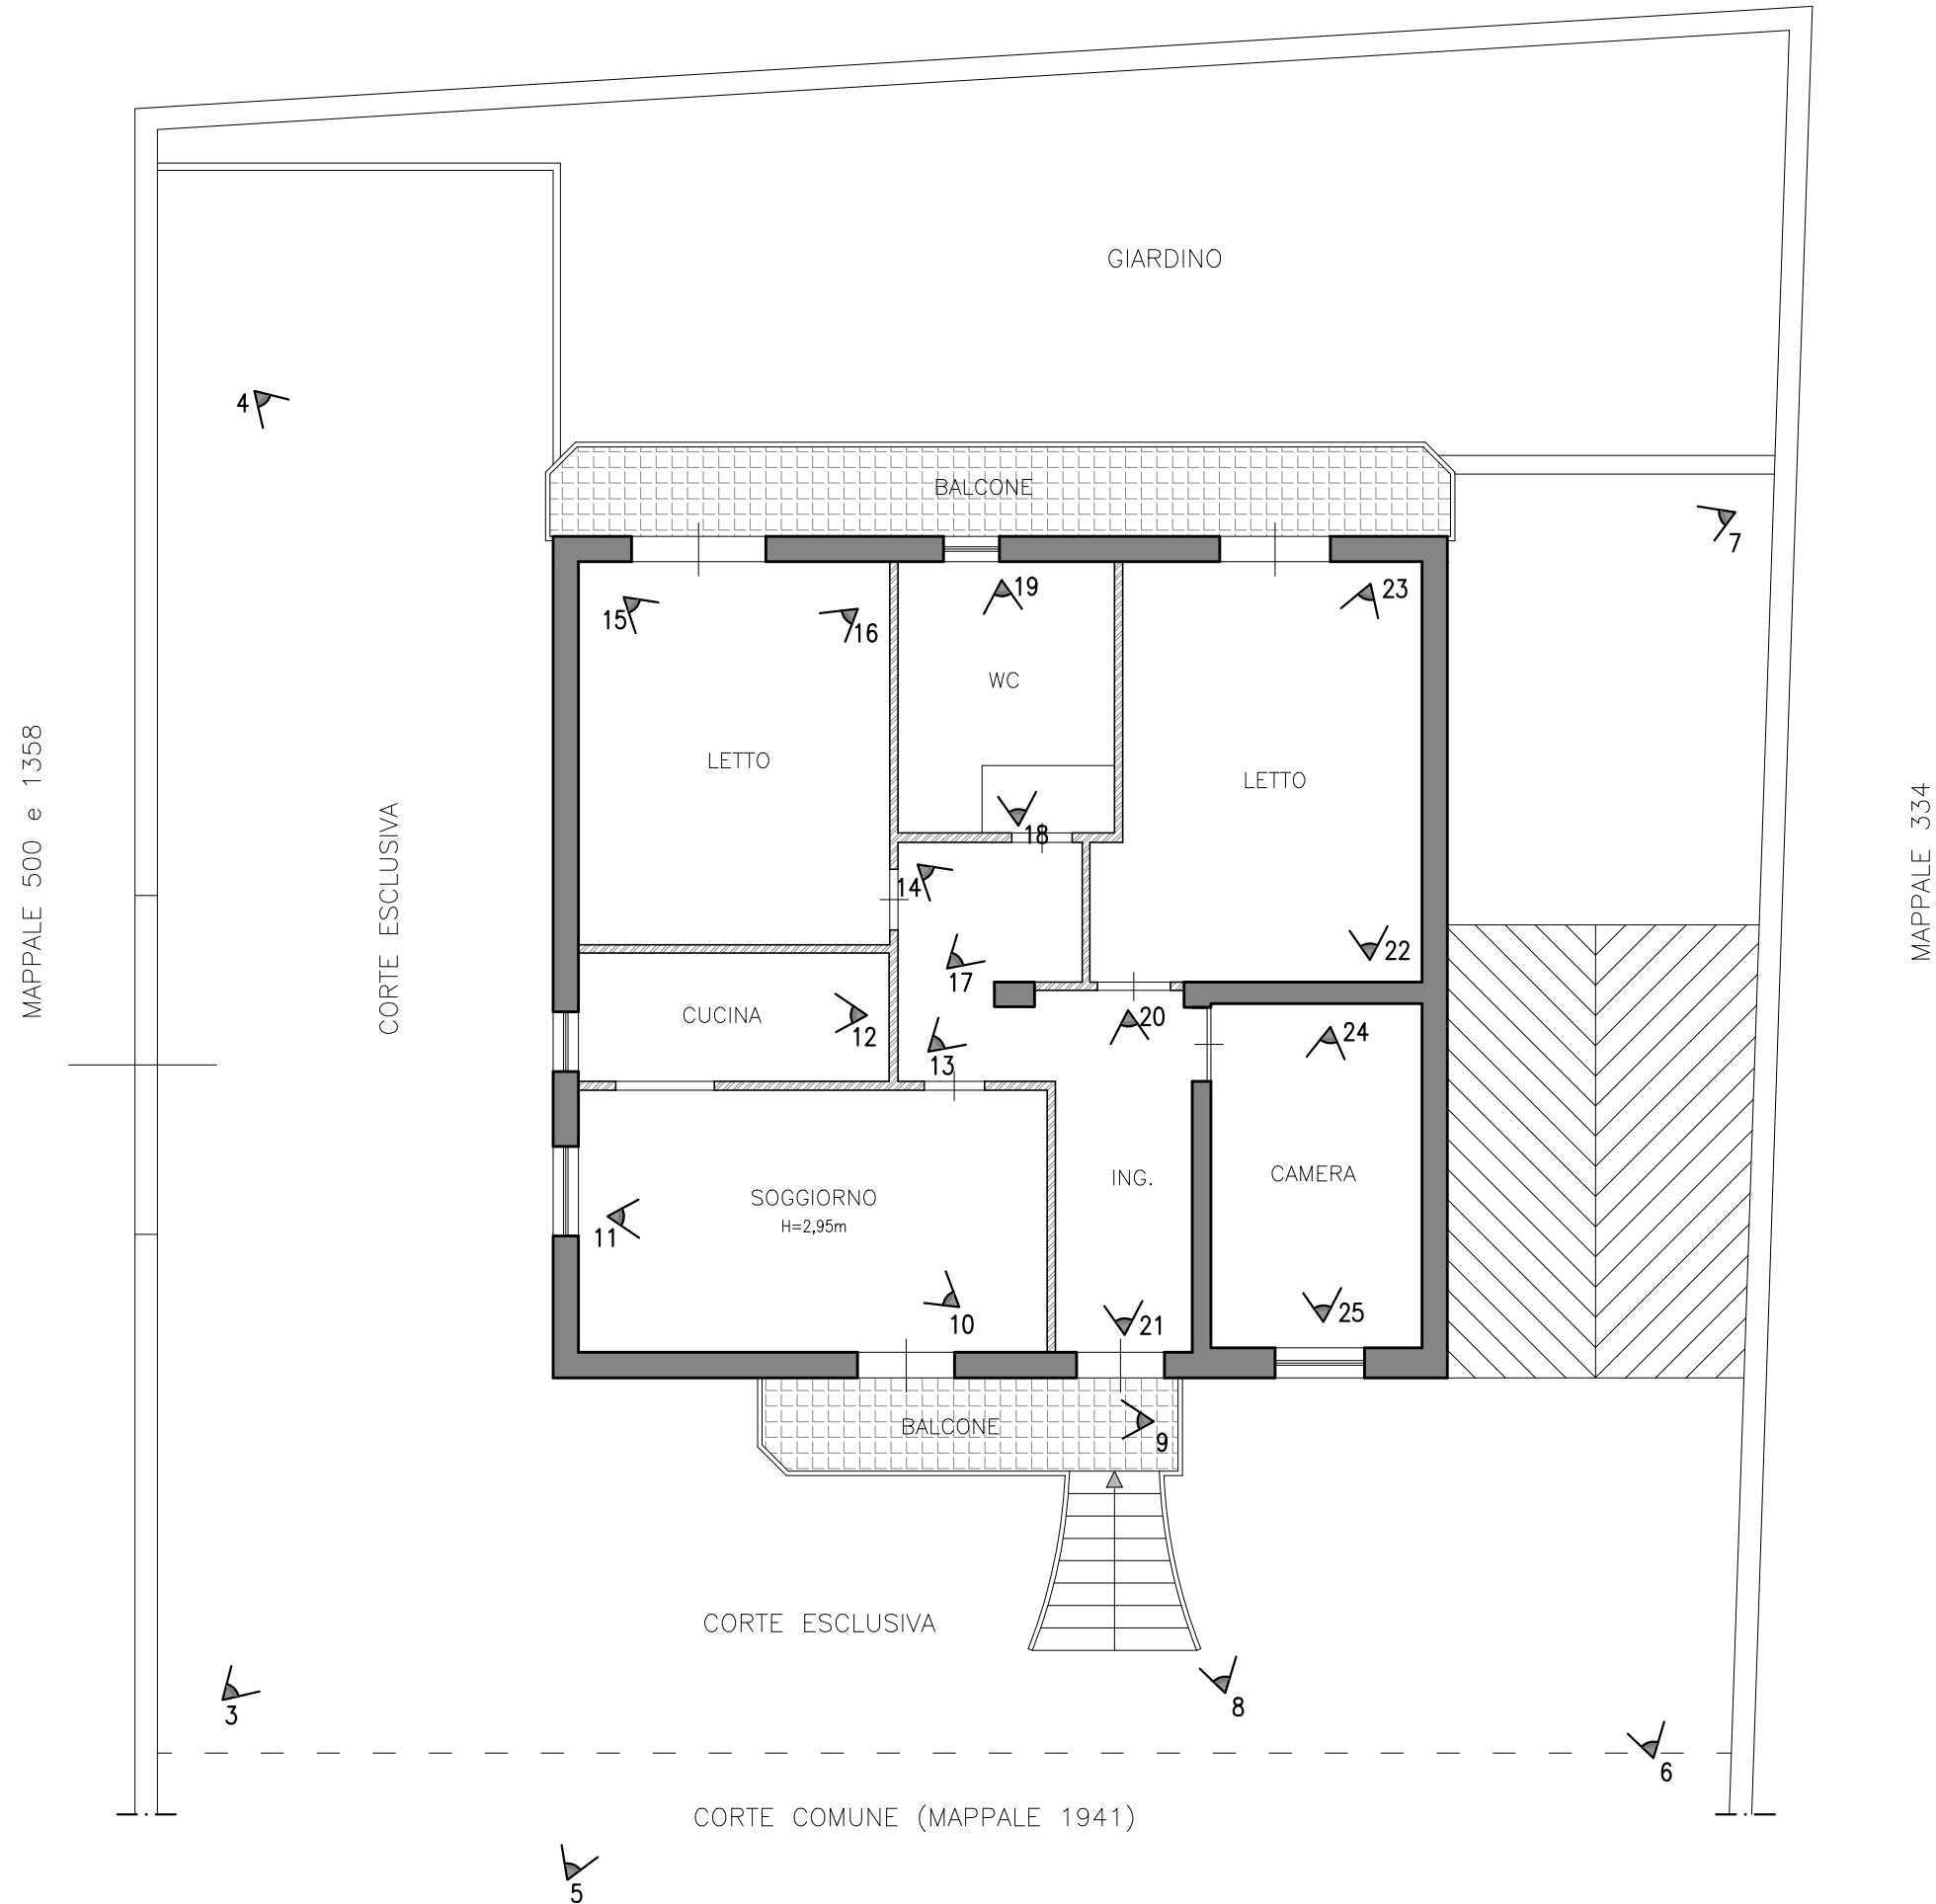 GIARDINO
4
BALCONE
7
15
16
19
23
WC
LETTO
LETTO
MAPPALE 500 e 1358
CORTE ESCLUSIVA
MAPPALE 334
18
14
22
17
CUCINA
12
20
24
13
SOGGIORNO
H=2,95m
ING.
CAMERA
11
10
21
25
BALCONE
9
CORTE ESCLUSIVA
3
8
6
CORTE COMUNE (MAPPALE 1941)
5